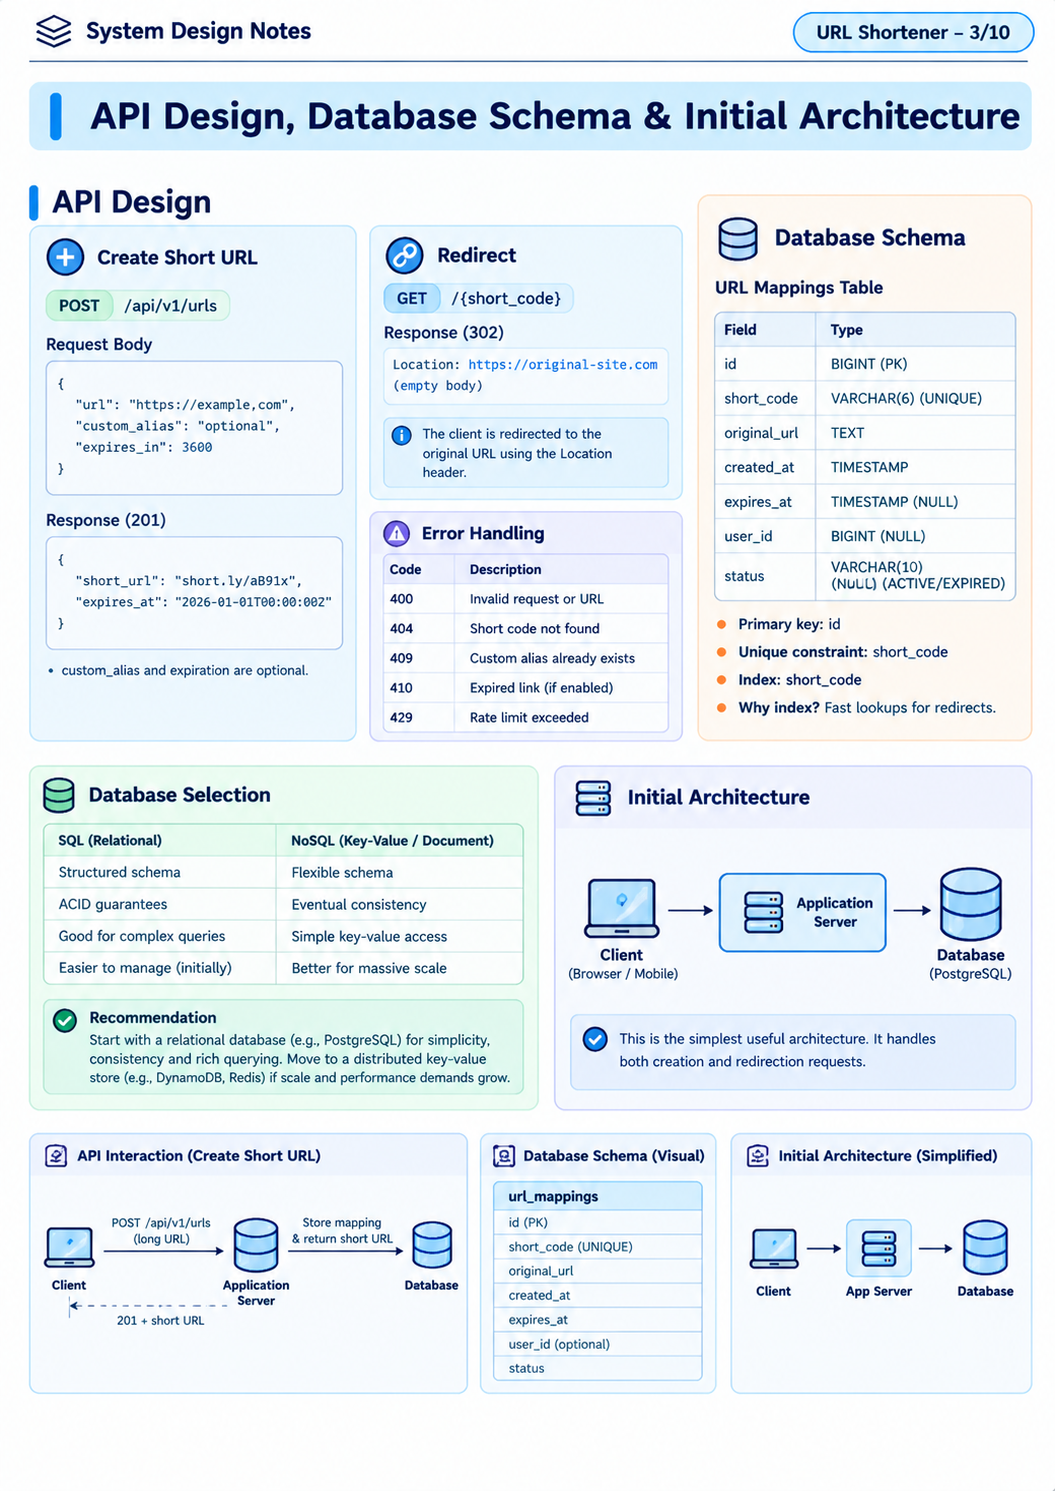 System Design Notes
URL Shortener – 3/10
API Design, Database Schema & Initial Architecture
API Design
Create Short URL
POST /api/v1/urls
Request Body
{
"url": "https://example,com",
"custom_alias": "optional",
"expires_in": 3600
}
Response (201)
{
"short_url": "short.ly/aB91x",
"expires_at": "2026-01-01T00:00:002"
}
• custom_alias and expiration are optional.
Redirect
GET /{short_code}
Response (302)
Location: https://original-site.com
(empty body)
The client is redirected to the
original URL using the Location
header.
Error Handling
Code Description
400 Invalid request or URL
404 Short code not found
409 Custom alias already exists
410 Expired link (if enabled)
429 Rate limit exceeded
Database Schema
URL Mappings Table
Field Type
id BIGINT (PK)
short_code VARCHAR(6) (UNIQUE)
original_url TEXT
created_at TIMESTAMP
expires_at TIMESTAMP (NULL)
user_id BIGINT (NULL)
status VARCHAR(10)
(NuLL) (ACTIVE/EXPIRED)
Primary key: id
Unique constraint: short_code
Index: short_code
Why index? Fast lookups for redirects.
Database Selection
SQL (Relational) NoSQL (Key-Value / Document)
Structured schema Flexible schema
ACID guarantees Eventual consistency
Good for complex queries Simple key-value access
Easier to manage (initially) Better for massive scale
Recommendation
Start with a relational database (e.g., PostgreSQL) for simplicity,
consistency and rich querying. Move to a distributed key-value
store (e.g., DynamoDB, Redis) if scale and performance demands grow.
Initial Architecture
Client
(Browser / Mobile)
Application
Server
Database
(PostgreSQL)
This is the simplest useful architecture. It handles
both creation and redirection requests.
API Interaction (Create Short URL)
POST /api/v1/urls
(long URL)
Store mapping
& return short URL
Client
Application
Server
Database
201 + short URL
Database Schema (Visual)
url_mappings
id (PK)
short_code (UNIQUE)
original_url
created_at
expires_at
user_id (optional)
status
Initial Architecture (Simplified)
Client
App Server
Database